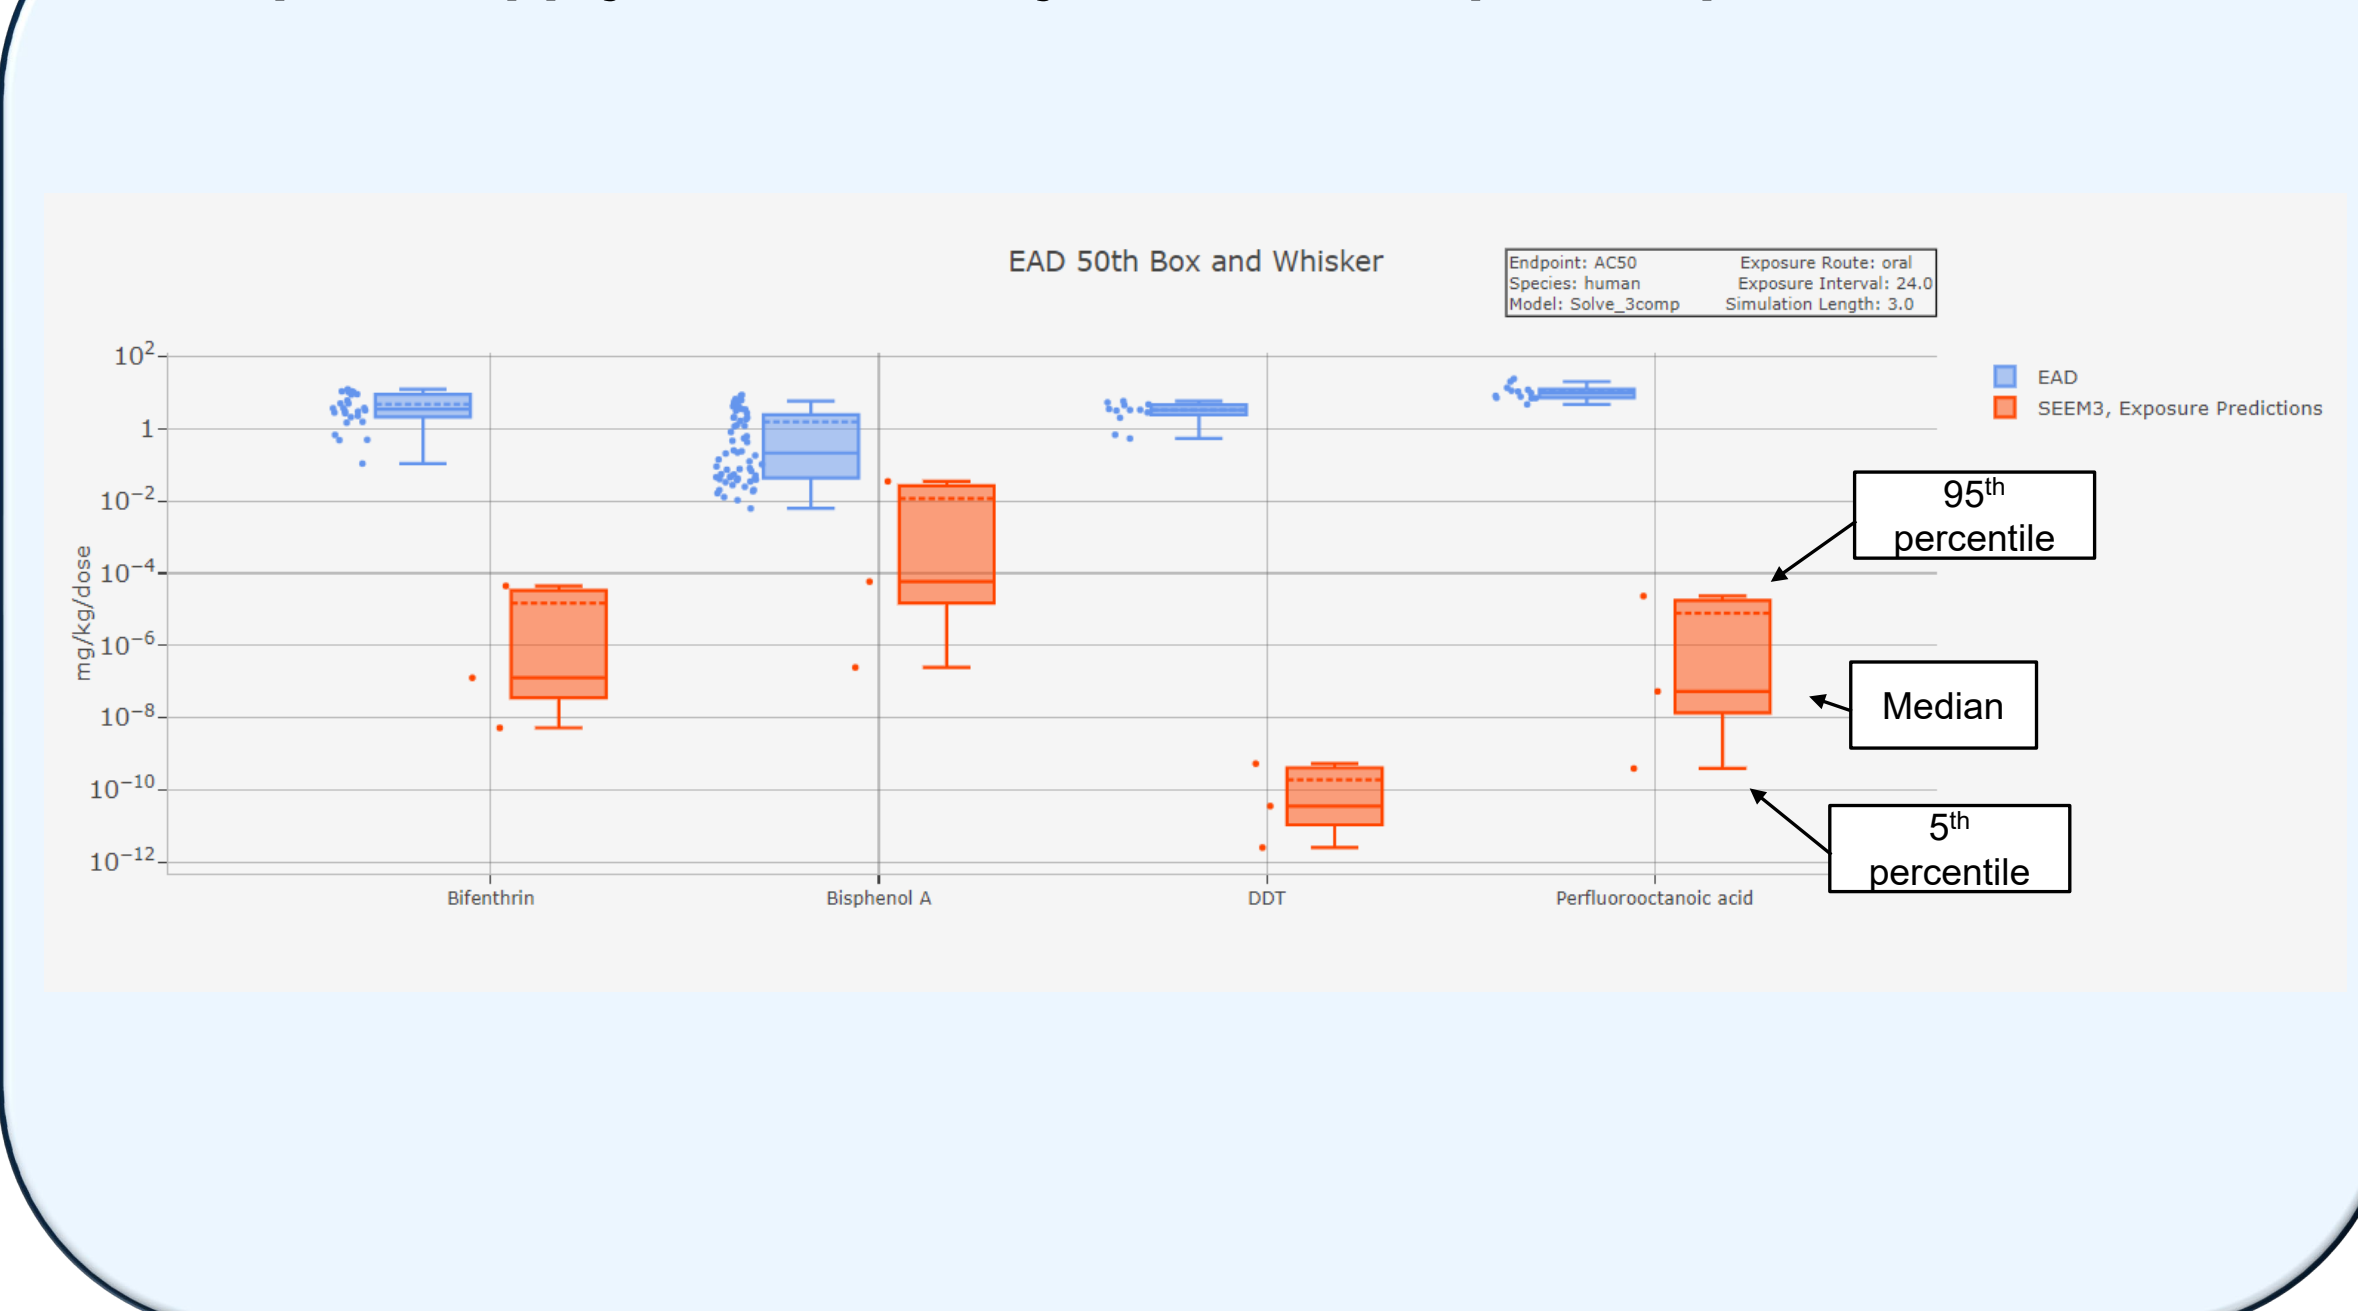 EAD 50th Box and Whisker
Endpoint: AC50 Exposure Route: oral
Species: human Exposure Interval: 24.0
Model: Solve_3comp Simulation Length: 3.0
EAD
SEEM3, Exposure Predictions
mg/kg/dose
10²
1
10⁻²
10⁻⁴
10⁻⁶
10⁻⁸
10⁻¹⁰
10⁻¹²
95th
percentile
Median
5th
percentile
Bifenthrin
Bisphenol A
DDT
Perfluorooctanoic acid